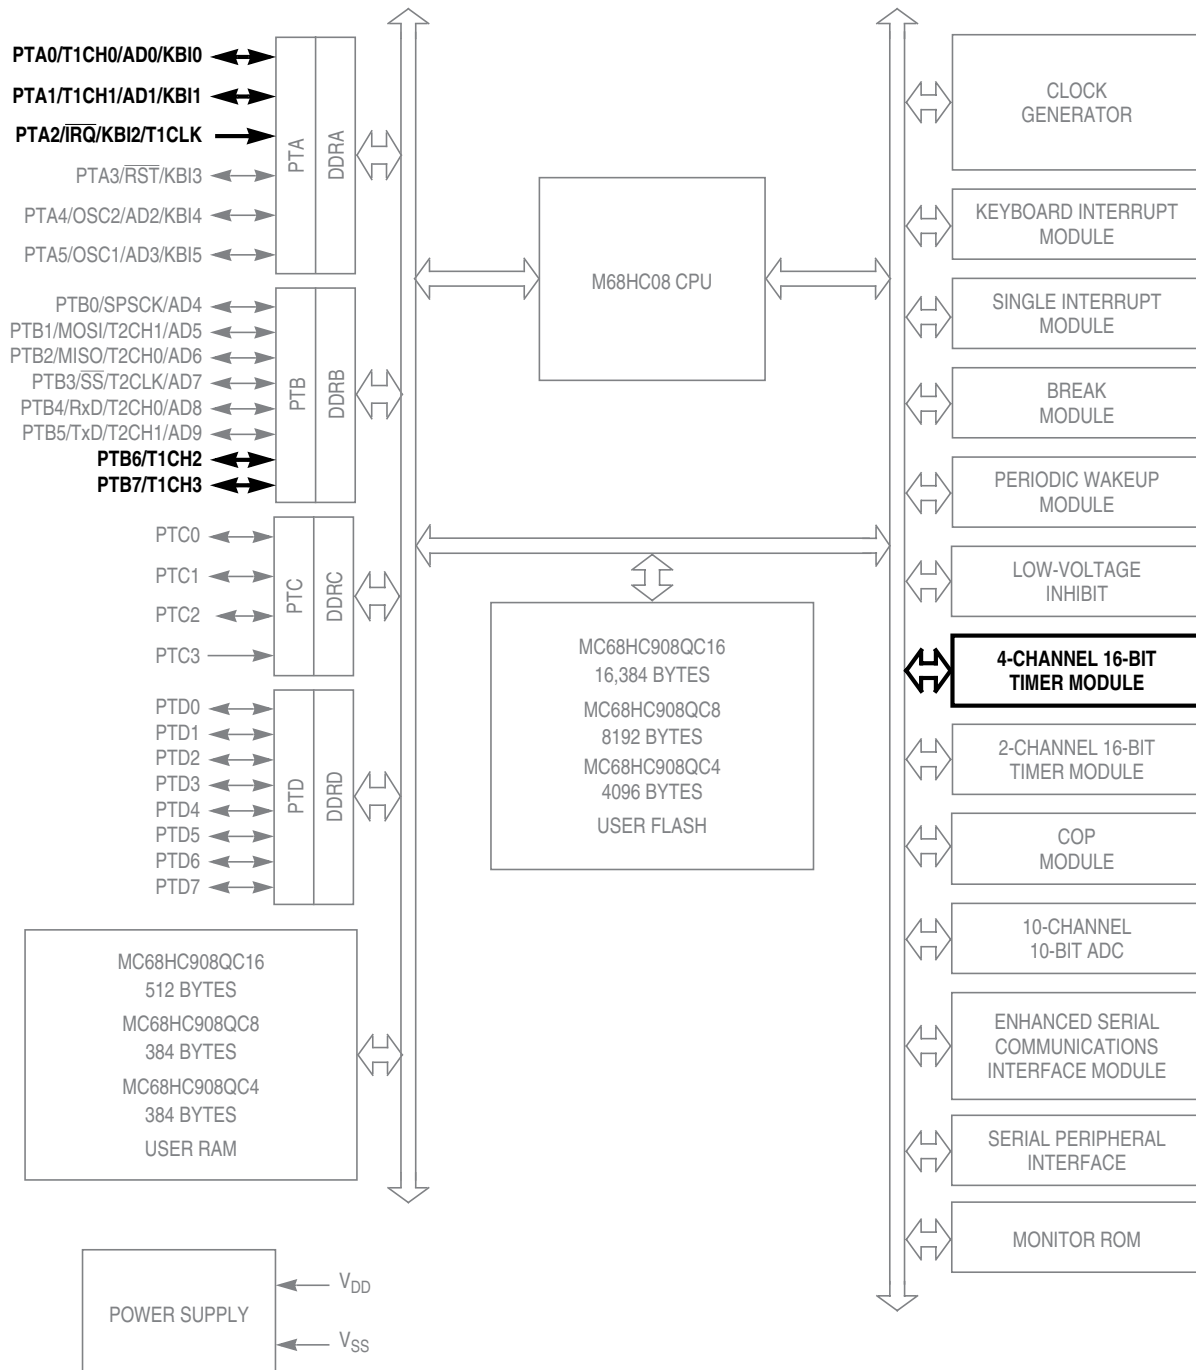 PTA0/T1CH0/AD0/KBI0
PTA1/T1CH1/AD1/KBI1
PTA2/IRQ/KBI2/T1CLK
PTA3/RST/KBI3
PTA4/OSC2/AD2/KBI4
PTA5/OSC1/AD3/KBI5
PTA
DDRA
PTB0/SPSCK/AD4
PTB1/MOSI/T2CH1/AD5
PTB2/MISO/T2CH0/AD6
PTB3/SS/T2CLK/AD7
PTB4/RxD/T2CH0/AD8
PTB5/TxD/T2CH1/AD9
PTB6/T1CH2
PTB7/T1CH3
PTB
DDRB
PTC0
PTC1
PTC2
PTC3
PTC
DDRC
PTD0
PTD1
PTD2
PTD3
PTD4
PTD5
PTD6
PTD7
PTD
DDRD
MC68HC908QC16
512 BYTES
MC68HC908QC8
384 BYTES
MC68HC908QC4
384 BYTES
USER RAM
POWER SUPPLY
VDD
VSS
M68HC08 CPU
MC68HC908QC16
16,384 BYTES
MC68HC908QC8
8192 BYTES
MC68HC908QC4
4096 BYTES
USER FLASH
CLOCK
GENERATOR
KEYBOARD INTERRUPT
MODULE
SINGLE INTERRUPT
MODULE
BREAK
MODULE
PERIODIC WAKEUP
MODULE
LOW-VOLTAGE
INHIBIT
4-CHANNEL 16-BIT
TIMER MODULE
2-CHANNEL 16-BIT
TIMER MODULE
COP
MODULE
10-CHANNEL
10-BIT ADC
ENHANCED SERIAL
COMMUNICATIONS
INTERFACE MODULE
SERIAL PERIPHERAL
INTERFACE
MONITOR ROM